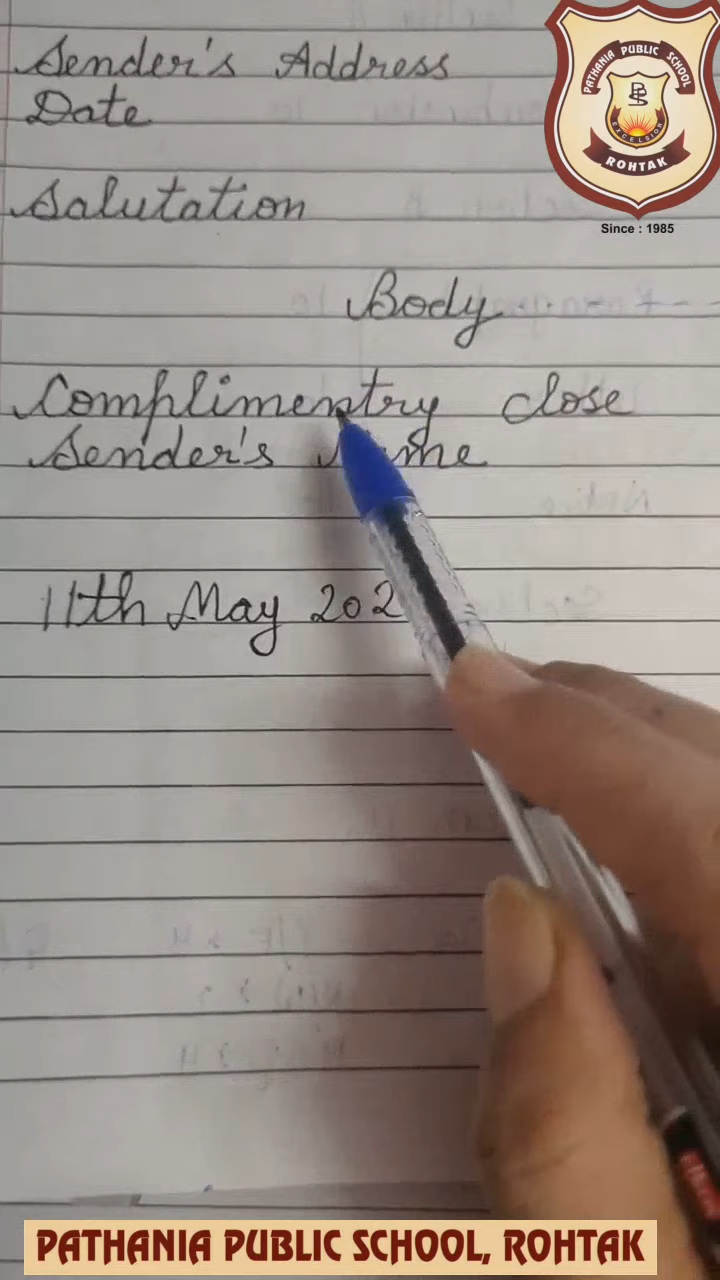 Sender's Address
Date
Salutation
Body
Complimentry close
Sender's
11th May 202
PATHANIA PUBLIC SCHOOL
EXCELSIOR
ROHTAK
Since : 1985
PATHANIA PUBLIC SCHOOL, ROHTAK